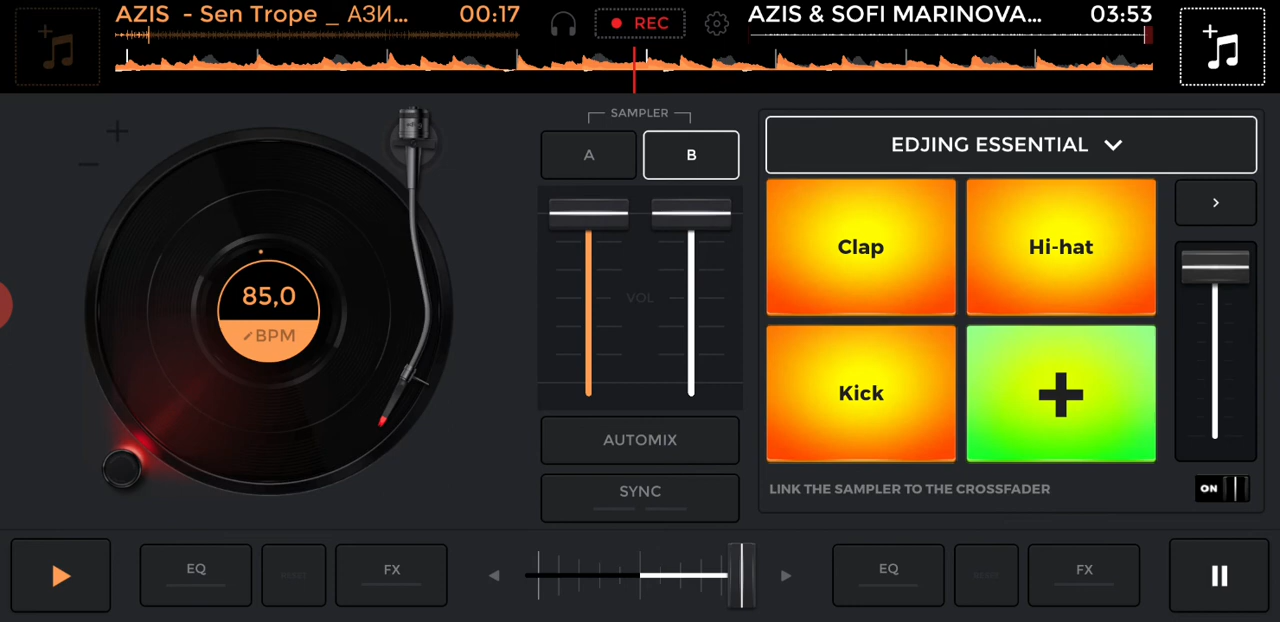 AZIS - Sen Trope _ АЗИ...
00:17
REC
AZIS & SOFI MARINOVA...
03:53
SAMPLER
A
B
EDJING ESSENTIAL
Clap
Hi-hat
85,0
BPM
VOL
Kick
+
AUTOMIX
SYNC
LINK THE SAMPLER TO THE CROSSFADER
ON
EQ
FX
EQ
FX